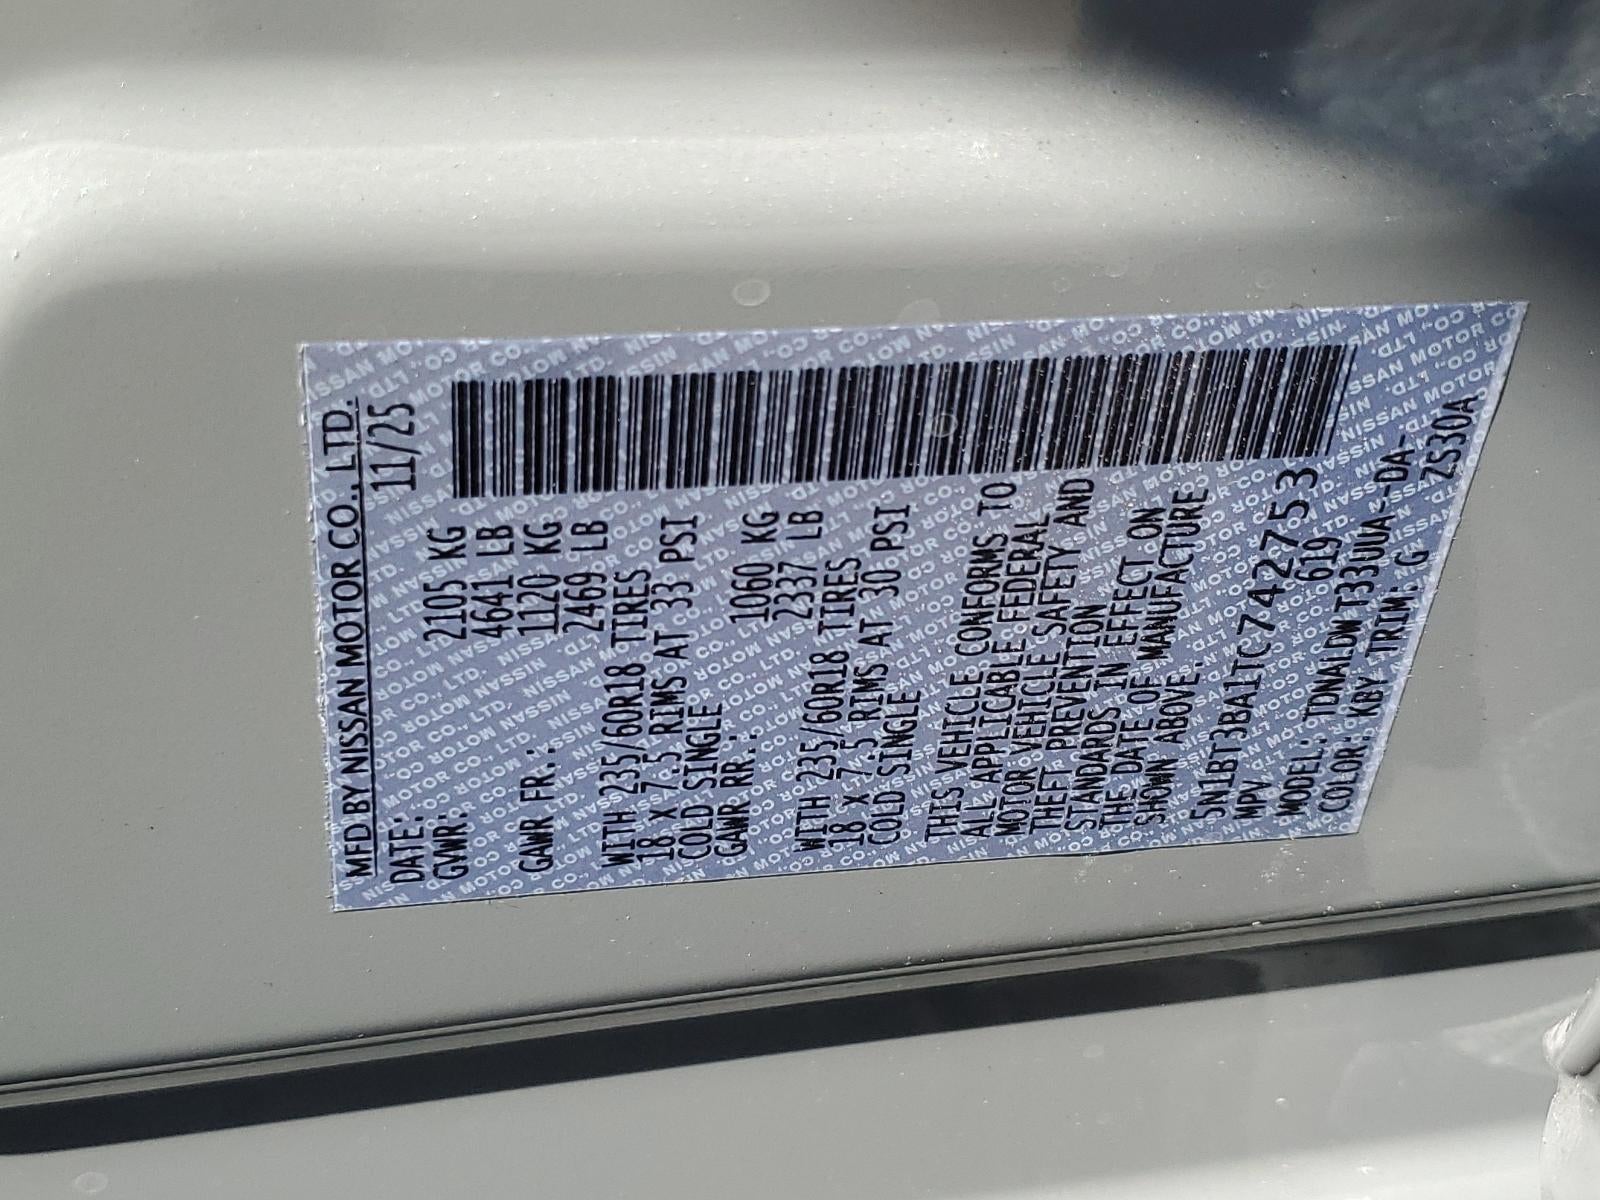 MFD BY NISSAN MOTOR CO., LTD.
DATE: 11/25
GVWR: 2105 KG
4641 LB
GAWR FR.: 1120 KG
2469 LB
WITH 235/60R18 TIRES
18 x 7.5 RIMS AT 33 PSI
COLD SINGLE
GAWR RR.: 1060 KG
2337 LB
WITH 235/60R18 TIRES
18 x 7.5 RIMS AT 30 PSI
COLD SINGLE
THIS VEHICLE CONFORMS TO
ALL APPLICABLE FEDERAL
MOTOR VEHICLE SAFETY AND
THEFT PREVENTION
STANDARDS IN EFFECT ON
THE DATE OF MANUFACTURE
SHOWN ABOVE.
5N1BT3BA1TC742753
MPV 619
MODEL: TDNALDW T33UUA-DA-
COLOR: KBY TRIM: G ZS30A